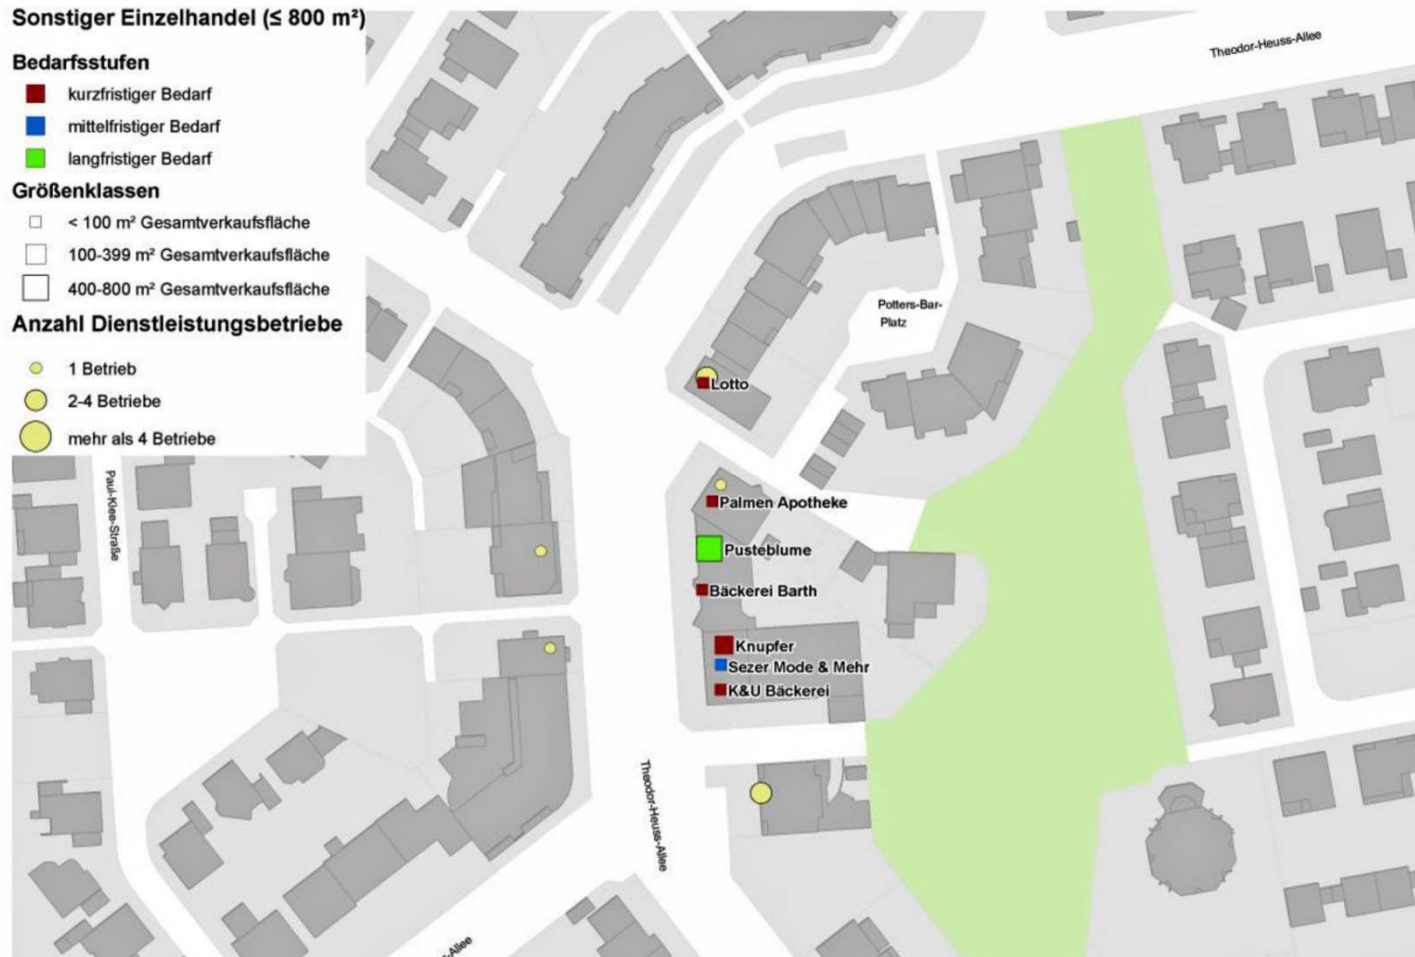 Sonstiger Einzelhandel (≤ 800 m²)
Bedarfsstufen
kurzfristiger Bedarf
mittelfristiger Bedarf
langfristiger Bedarf
Größenklassen
< 100 m² Gesamtverkaufsfläche
100-399 m² Gesamtverkaufsfläche
400-800 m² Gesamtverkaufsfläche
Anzahl Dienstleistungsbetriebe
1 Betrieb
2-4 Betriebe
mehr als 4 Betriebe
Theodor-Heuss-Allee
Potters-Bar-
Platz
Lotto
Paul-Klee-Straße
Palmen Apotheke
Pusteblume
Bäckerei Barth
Knupfer
Sezer Mode & Mehr
K&U Bäckerei
Theodor-Heuss-Allee
s-Allee